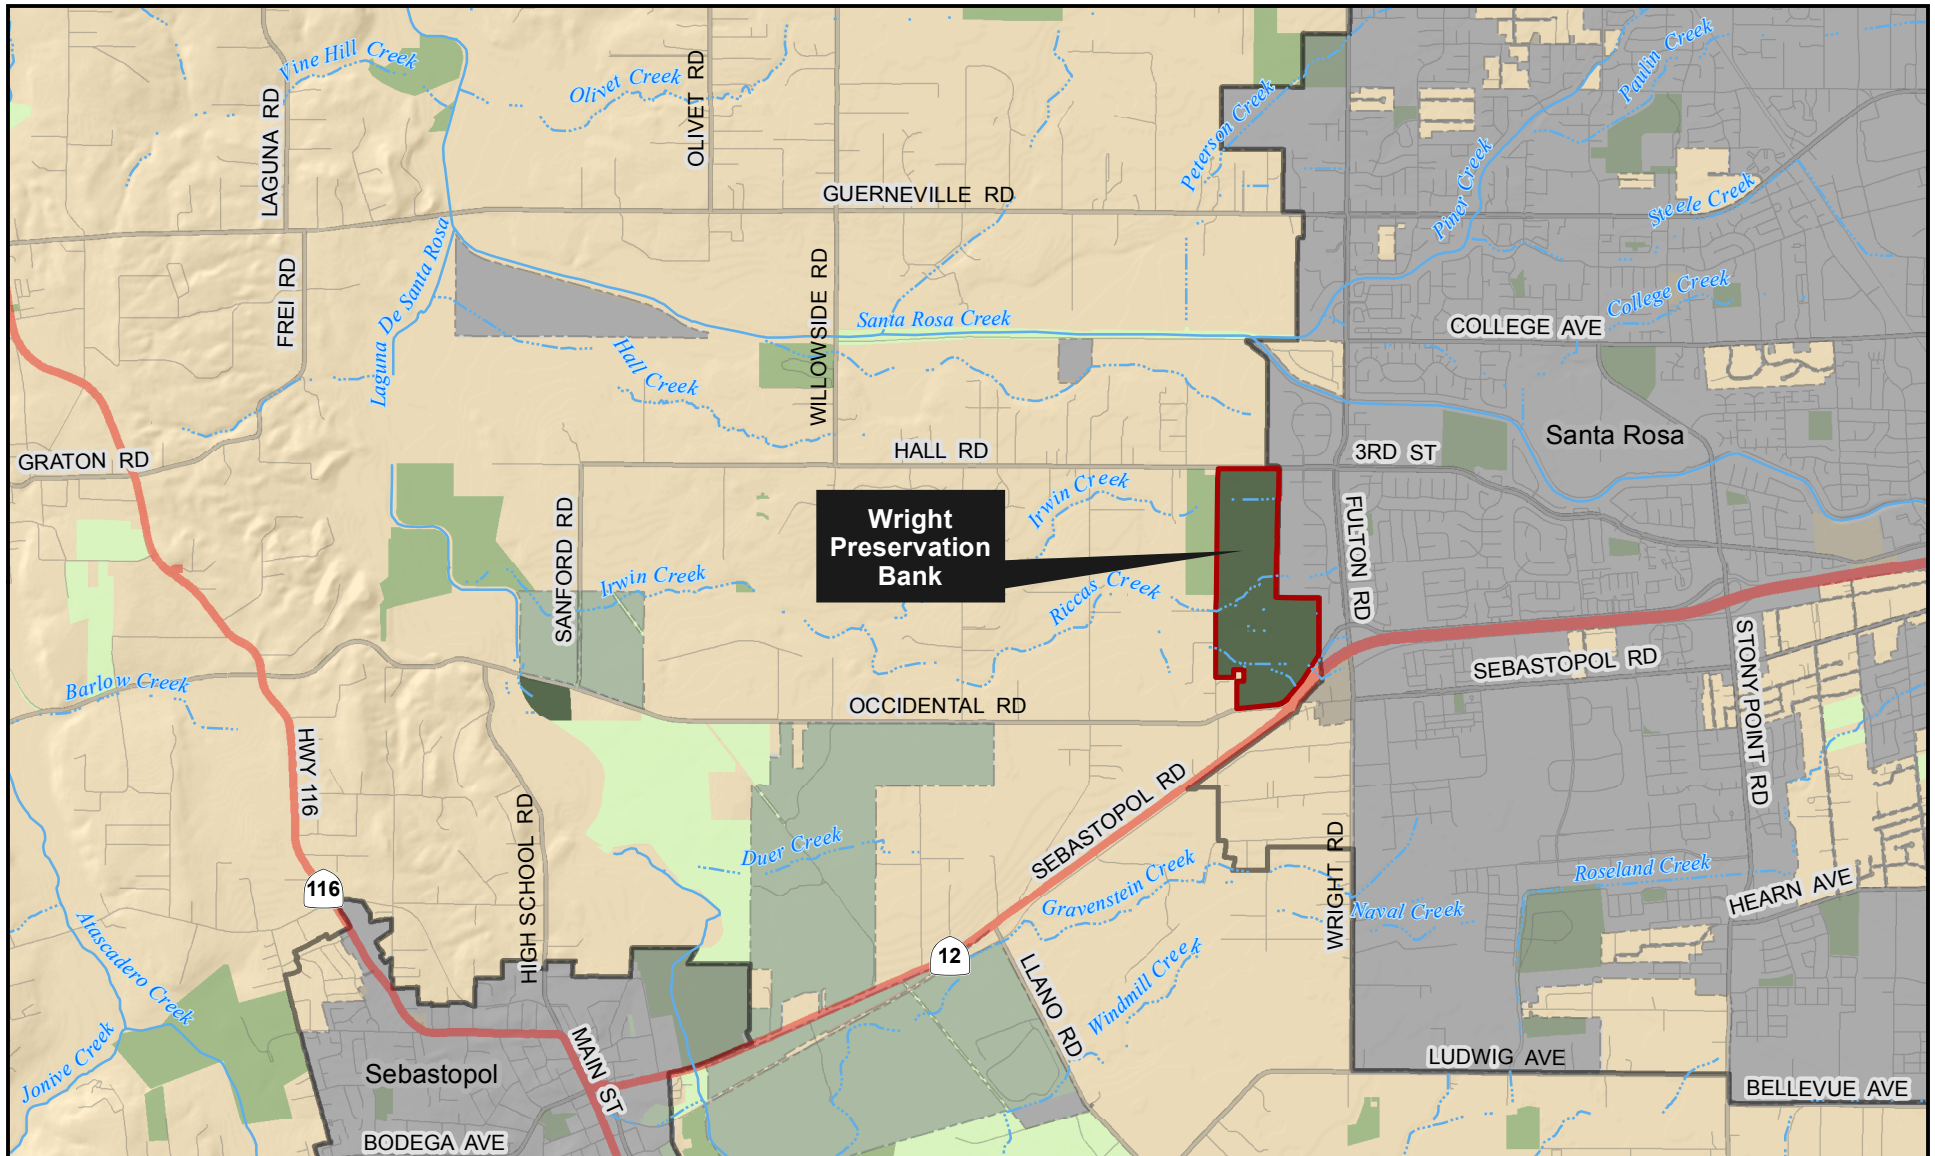 Vine Hill Creek
Olivet Creek
OLIVET RD
LAGUNA RD
Peterson Creek
Paulin Creek
Piner Creek
Steele Creek
GUERNEVILLE RD
FREI RD
Laguna De Santa Rosa
WILLOWSIDE RD
Santa Rosa Creek
College Creek
COLLEGE AVE
Hall Creek
GRATON RD
HALL RD
3RD ST
Santa Rosa
Irwin Creek
Wright
Preservation
Bank
FULTON RD
SANFORD RD
Irwin Creek
Riccas Creek
Barlow Creek
OCCIDENTAL RD
SEBASTOPOL RD
STONY POINT RD
HWY 116
HIGH SCHOOL RD
SEBASTOPOL RD
Duer Creek
WRIGHT RD
Roseland Creek
HEARN AVE
116
Gravenstein Creek
Naval Creek
Atascadero Creek
12
LLANO RD
Windmill Creek
Jonive Creek
Sebastopol
MAIN ST
LUDWIG AVE
BELLEVUE AVE
BODEGA AVE